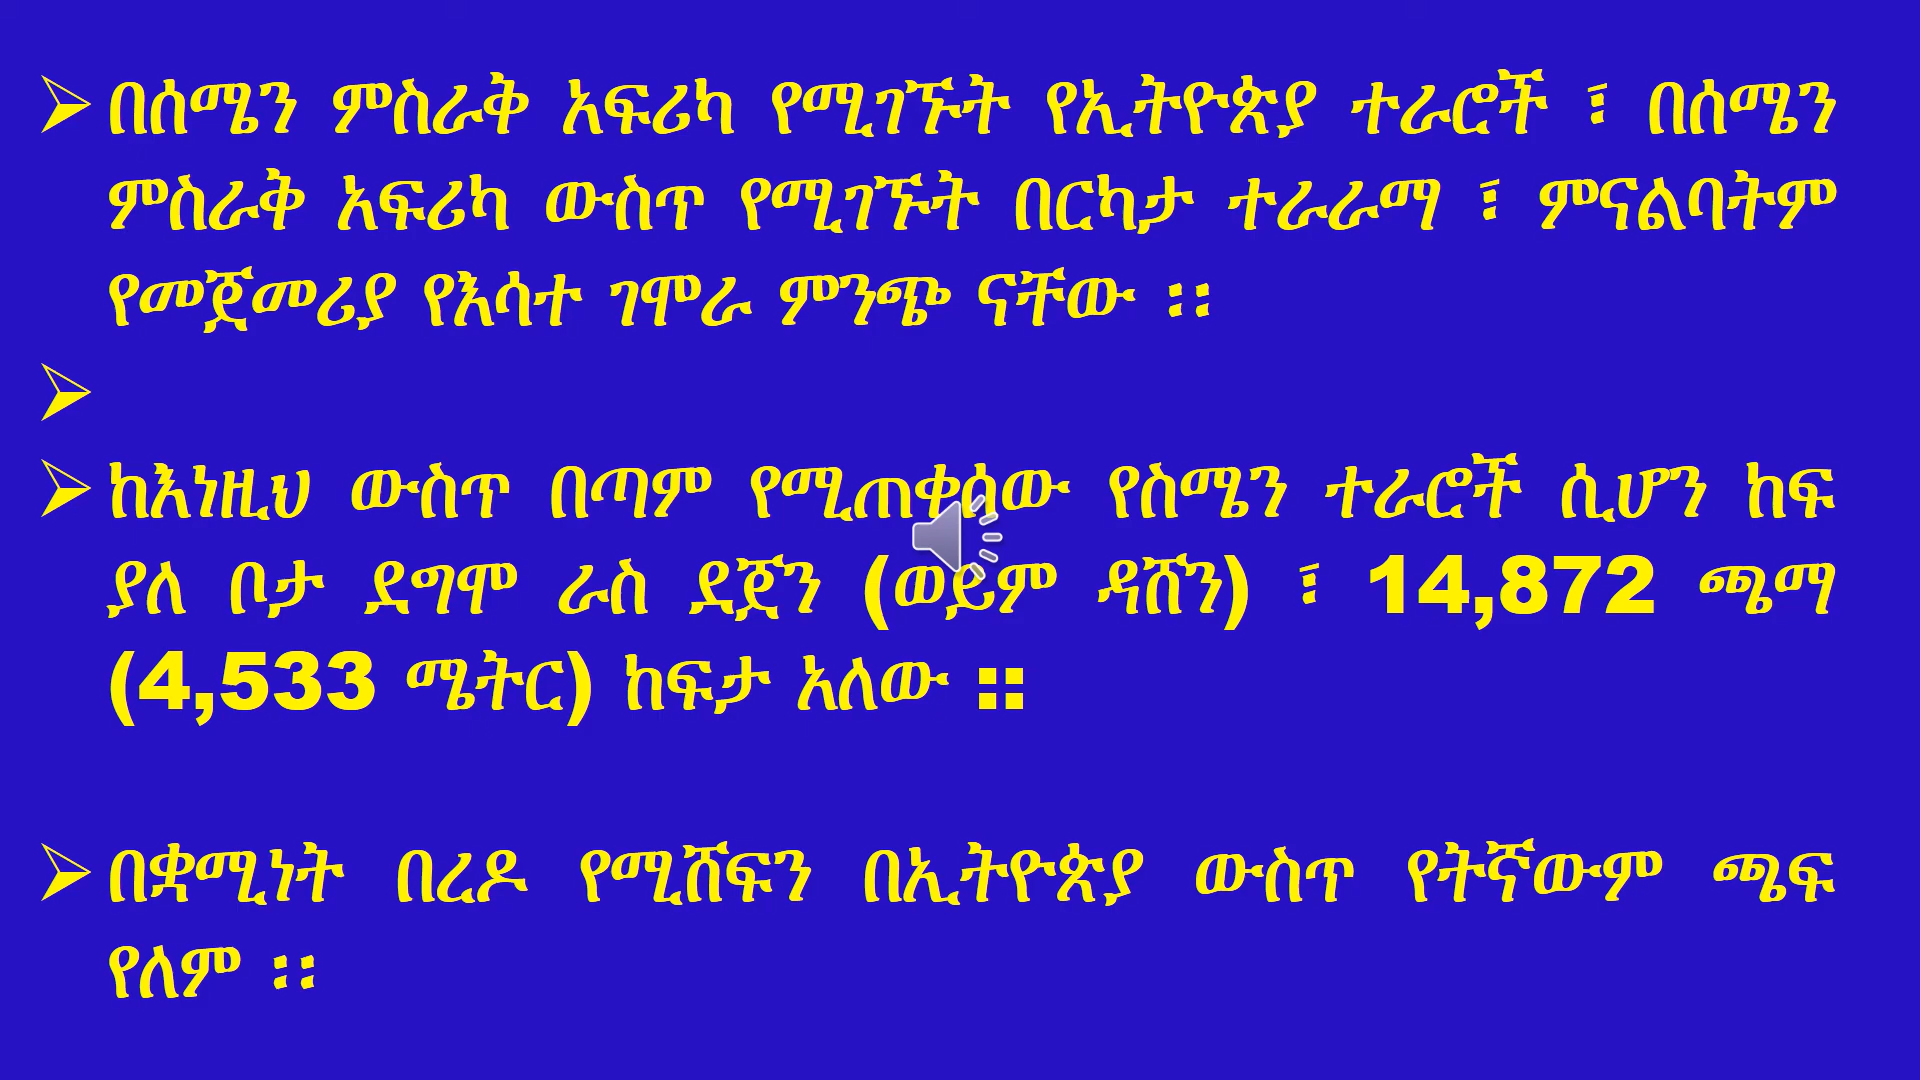 በሰሜን ምስራቅ አፍሪካ የሚገኙት የኢትዮጵያ ተራሮች ፣ በሰሜን
ምስራቅ አፍሪካ ውስጥ የሚገኙት በርካታ ተራራማ ፣ ምናልባትም
የመጀመሪያ የእሳተ ገሞራ ምንጭ ናቸው ፡፡
ከእነዚህ ውስጥ በጣም የሚጠቀሰው የስሜን ተራሮች ሲሆን ከፍ
ያለ ቦታ ደግሞ ራስ ደጀን (ወይም ዳሸን) ፣ 14,872 ጫማ
(4,533 ሜትር) ከፍታ አለው ::
በቋሚነት በረዶ የሚሸፍን በኢትዮጵያ ውስጥ የትኛውም ጫፍ
የለም ፡፡